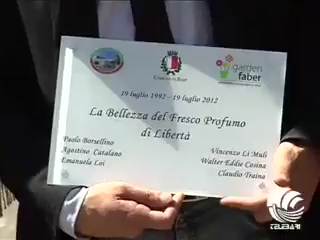 Comune di Bari
garden
faber
19 luglio 1992 - 19 luglio 2012
La Bellezza del Fresco Profumo
di Libertà
Paolo Borsellino
Agostino Catalano
Emanuela Loi
Vincenzo Li Muli
Walter Eddie Cosina
Claudio Traina
TELEBARI